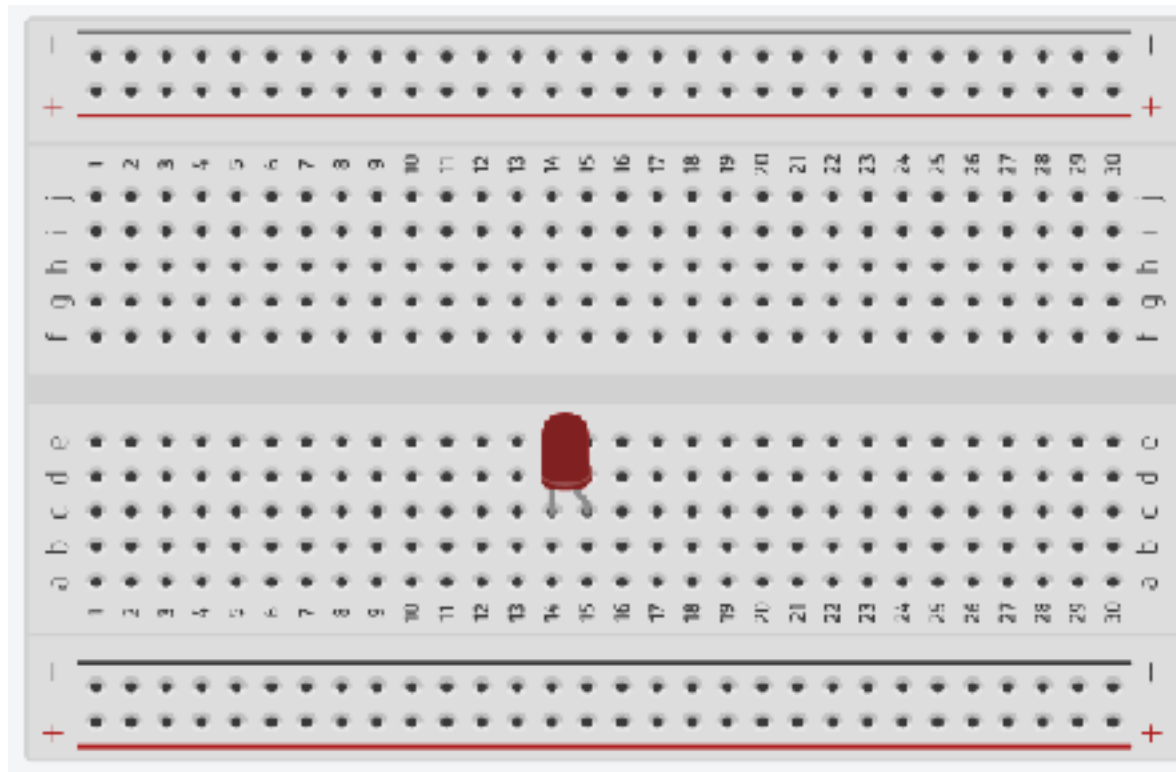 − −
+ +
1 2 3 4 5 6 7 8 9 10 11 12 13 14 15 16 17 18 19 20 21 22 23 24 25 26 27 28 29 30
j j
i i
h h
g g
f f
e e
d d
c c
b b
a a
1 2 3 4 5 6 7 8 9 10 11 12 13 14 15 16 17 18 19 20 21 22 23 24 25 26 27 28 29 30
− −
+ +